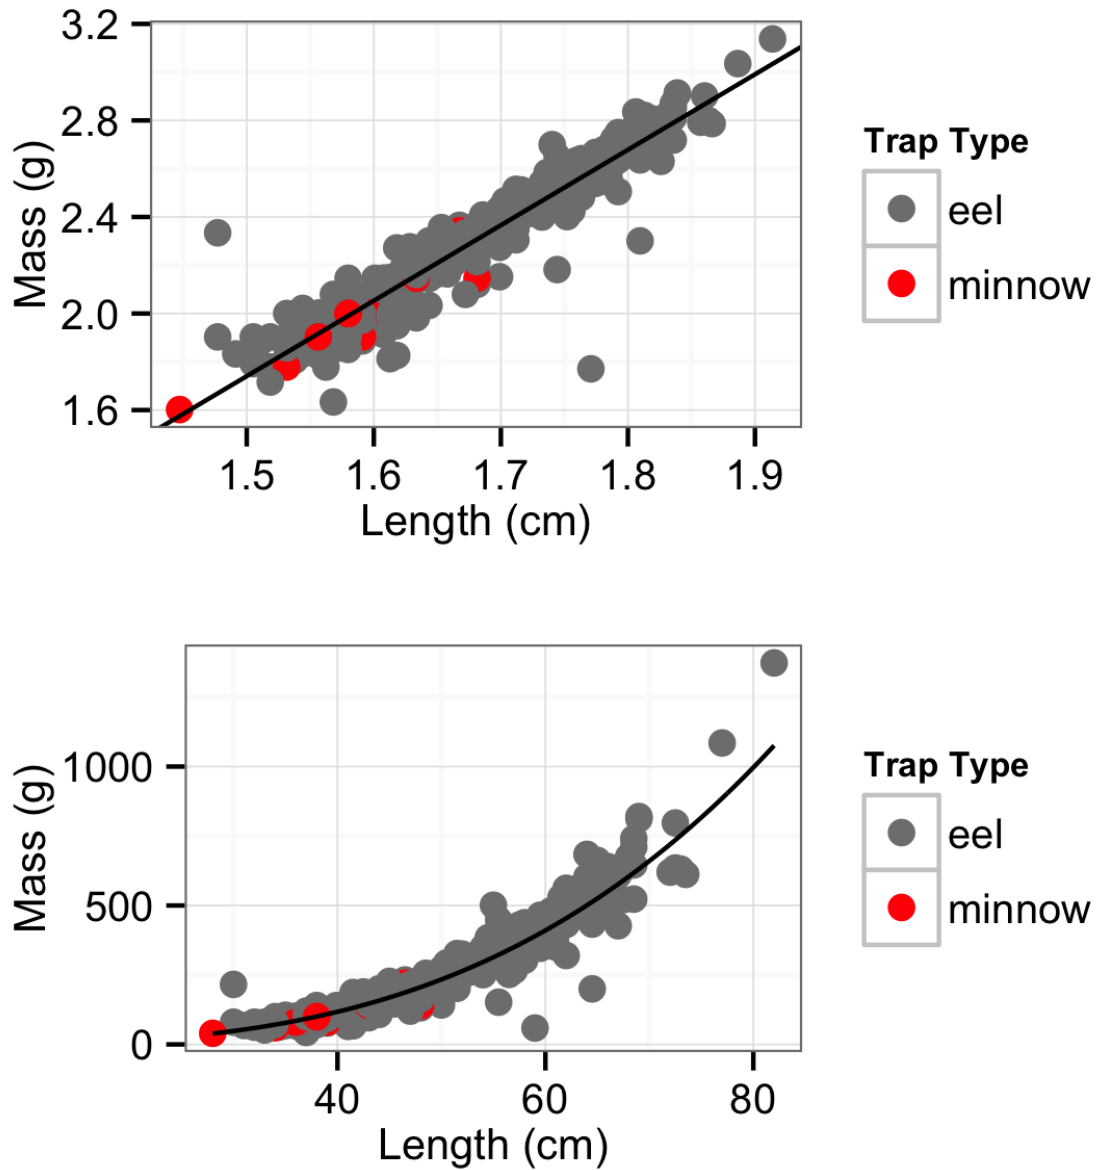 3.2
2.8
2.4
2.0
1.6
Mass (g)
1.5 1.6 1.7 1.8 1.9
Length (cm)
Trap Type
eel
minnow
1000
500
0
Mass (g)
40 60 80
Length (cm)
Trap Type
eel
minnow